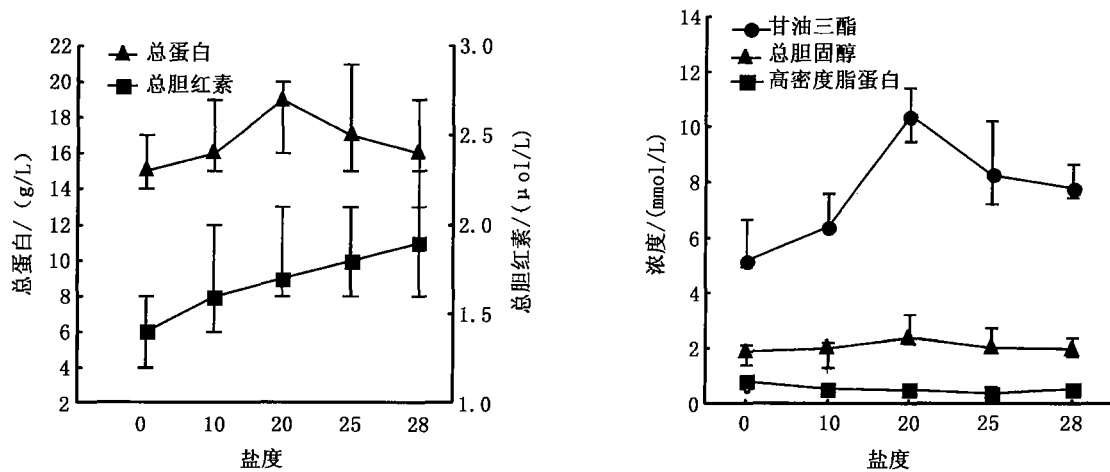 总蛋白
总胆红素
22
20
18
16
14
12
10
8
6
4
2
3.0
2.5
2.0
1.5
1.0
总蛋白/(g/L)
总胆红素/(μol/L)
0 10 20 25 28
盐度
甘油三酯
总胆固醇
高密度脂蛋白
14
12
10
8
6
4
2
0
浓度/(mmol/L)
0 10 20 25 28
盐度